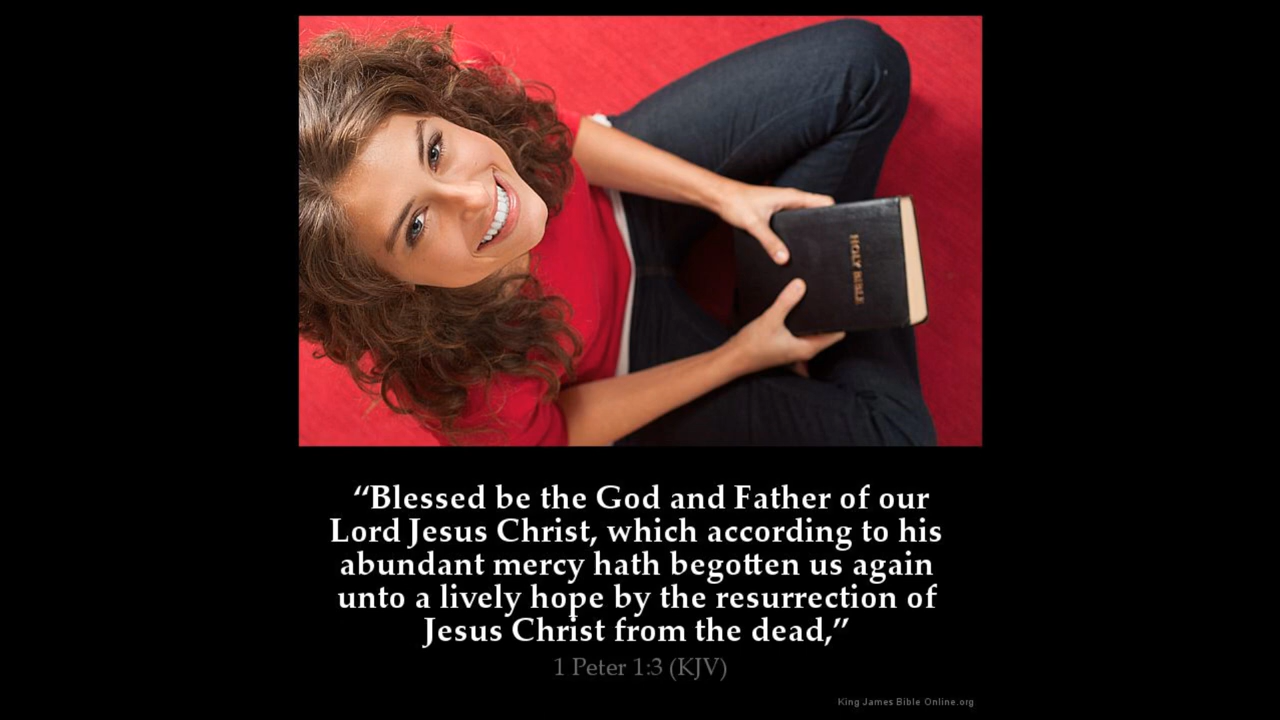 HOLY BIBLE
“Blessed be the God and Father of our
Lord Jesus Christ, which according to his
abundant mercy hath begotten us again
unto a lively hope by the resurrection of
Jesus Christ from the dead,”
1 Peter 1:3 (KJV)
King James Bible Online.org